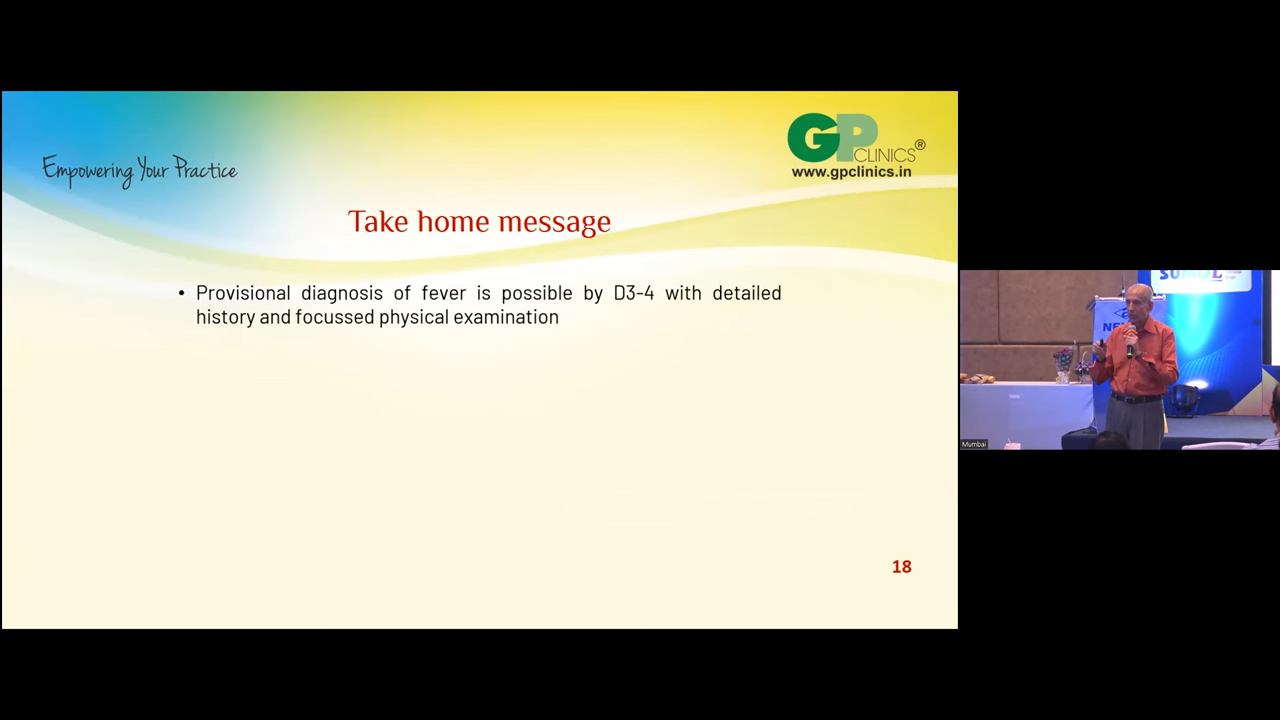 Empowering Your Practice
GP
CLINICS®
www.gpclinics.in
Take home message
• Provisional diagnosis of fever is possible by D3-4 with detailed
history and focussed physical examination
18
Mumbai